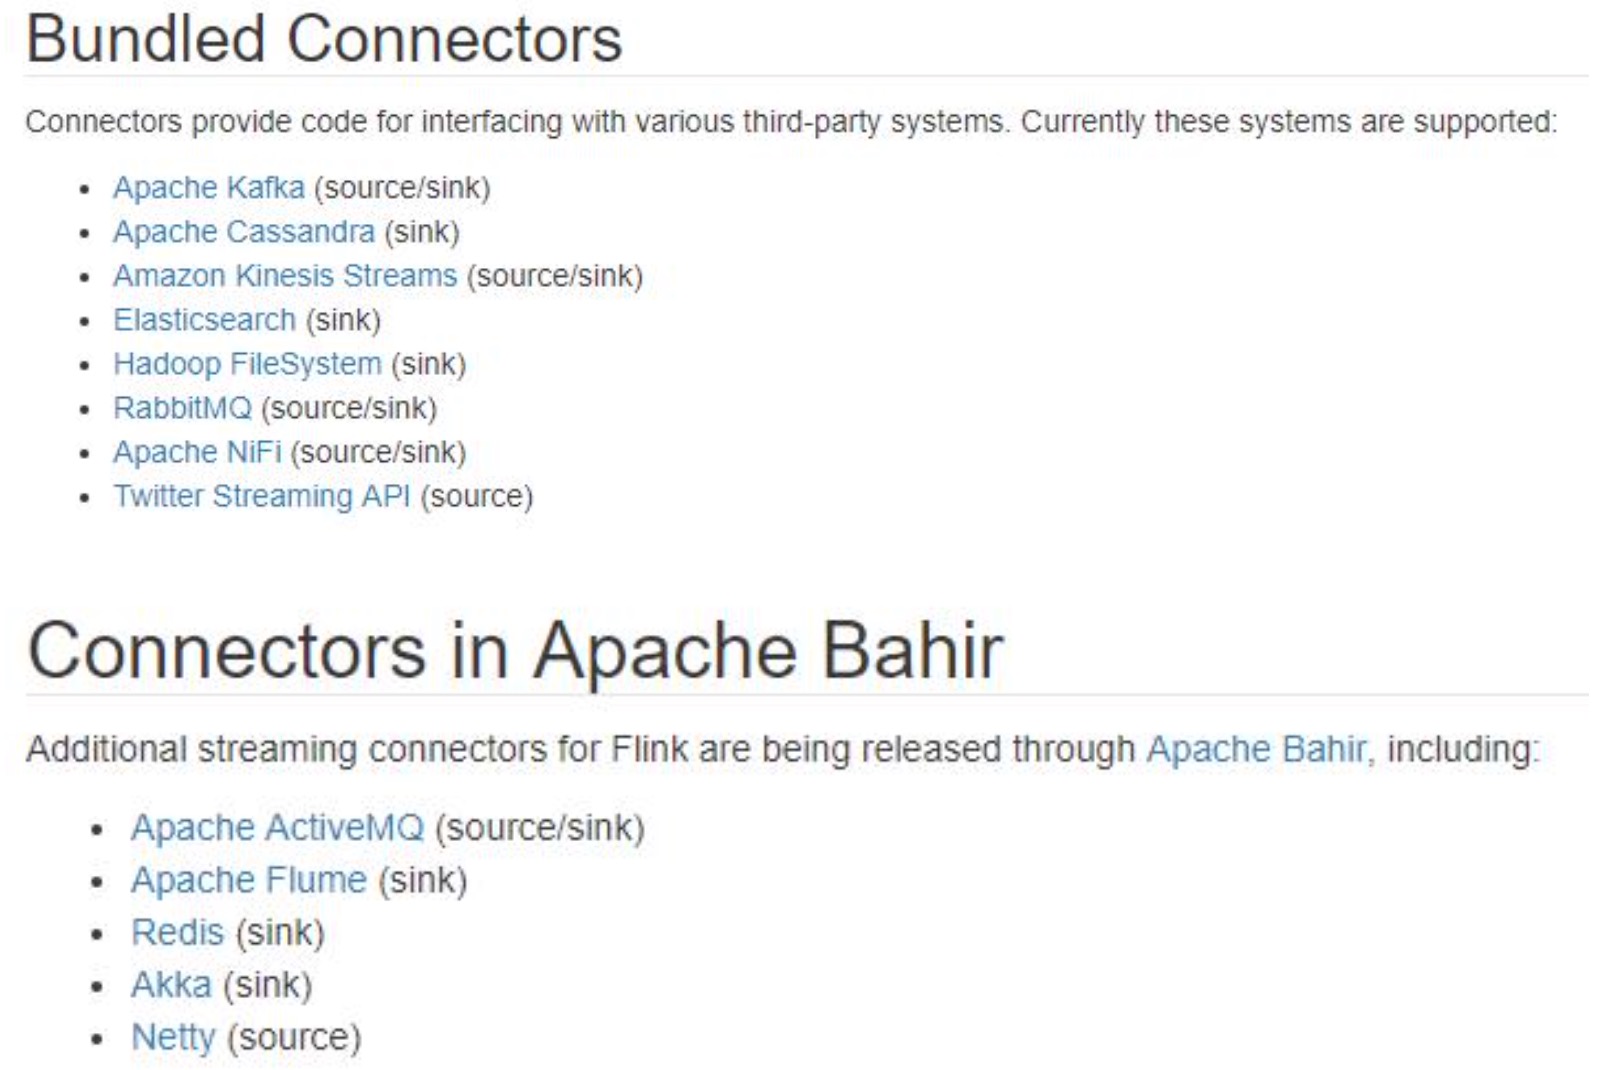 Bundled Connectors
Connectors provide code for interfacing with various third-party systems. Currently these systems are supported:
• Apache Kafka (source/sink)
• Apache Cassandra (sink)
• Amazon Kinesis Streams (source/sink)
• Elasticsearch (sink)
• Hadoop FileSystem (sink)
• RabbitMQ (source/sink)
• Apache NiFi (source/sink)
• Twitter Streaming API (source)
Connectors in Apache Bahir
Additional streaming connectors for Flink are being released through Apache Bahir, including:
• Apache ActiveMQ (source/sink)
• Apache Flume (sink)
• Redis (sink)
• Akka (sink)
• Netty (source)